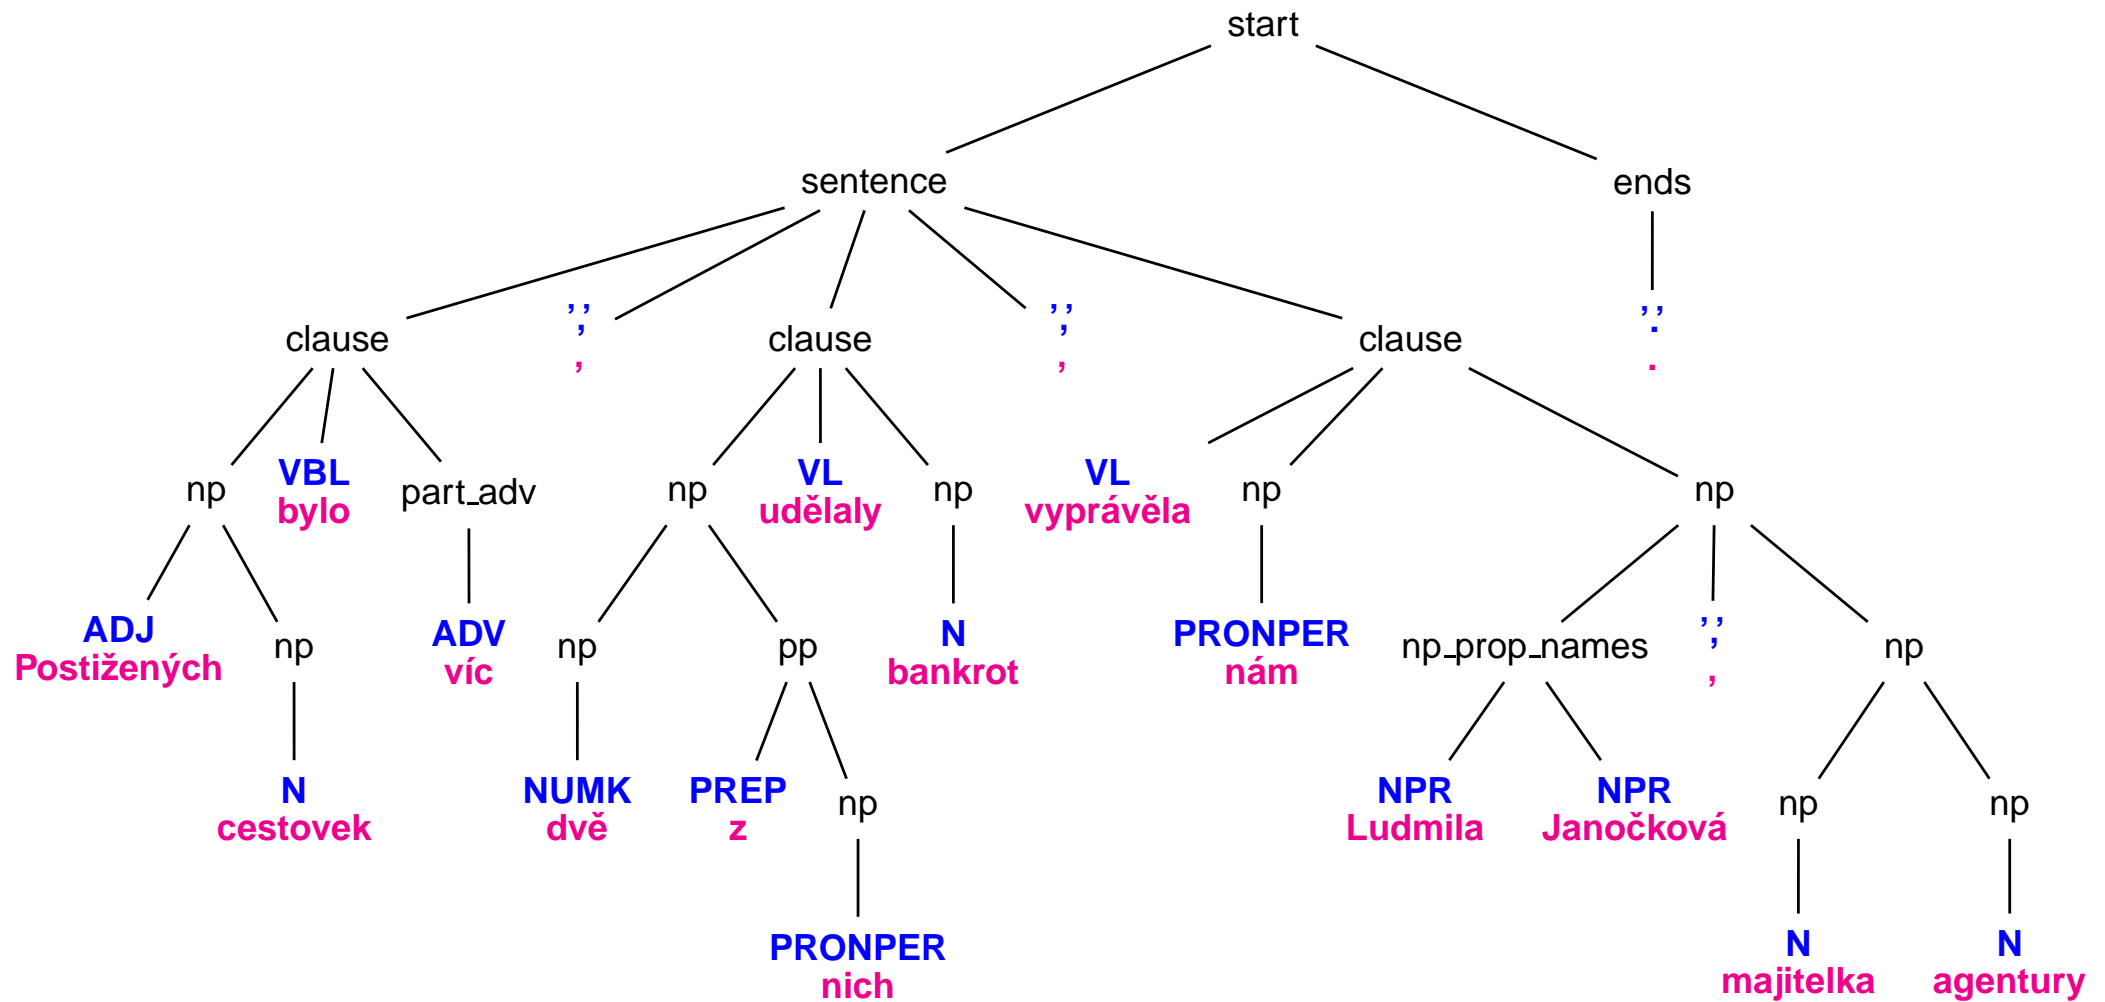 start
sentence
ends
clause
’,’
,
clause
’,’
,
clause
’.’
.
np
VBL
bylo
part_adv
np
VL
udělaly
np
VL
vyprávěla
np
np
ADJ
Postižených
np
ADV
víc
np
pp
N
bankrot
PRONPER
nám
np_prop_names
’,’
,
np
N
cestovek
NUMK
dvě
PREP
z
np
NPR
Ludmila
NPR
Janočková
np
np
PRONPER
nich
N
majitelka
N
agentury